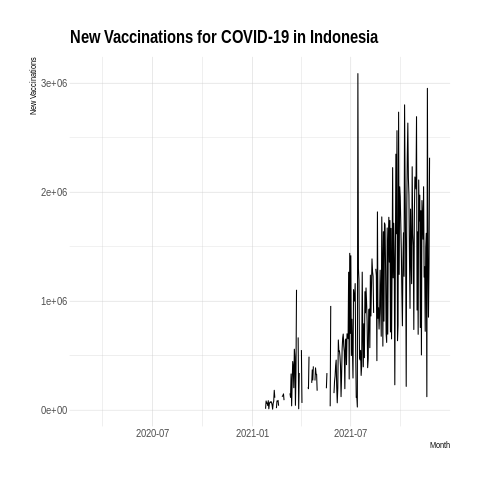 New Vaccinations for COVID-19 in Indonesia
New Vaccinations
3e+06
2e+06
1e+06
0e+00
2020-07
2021-01
2021-07
Month